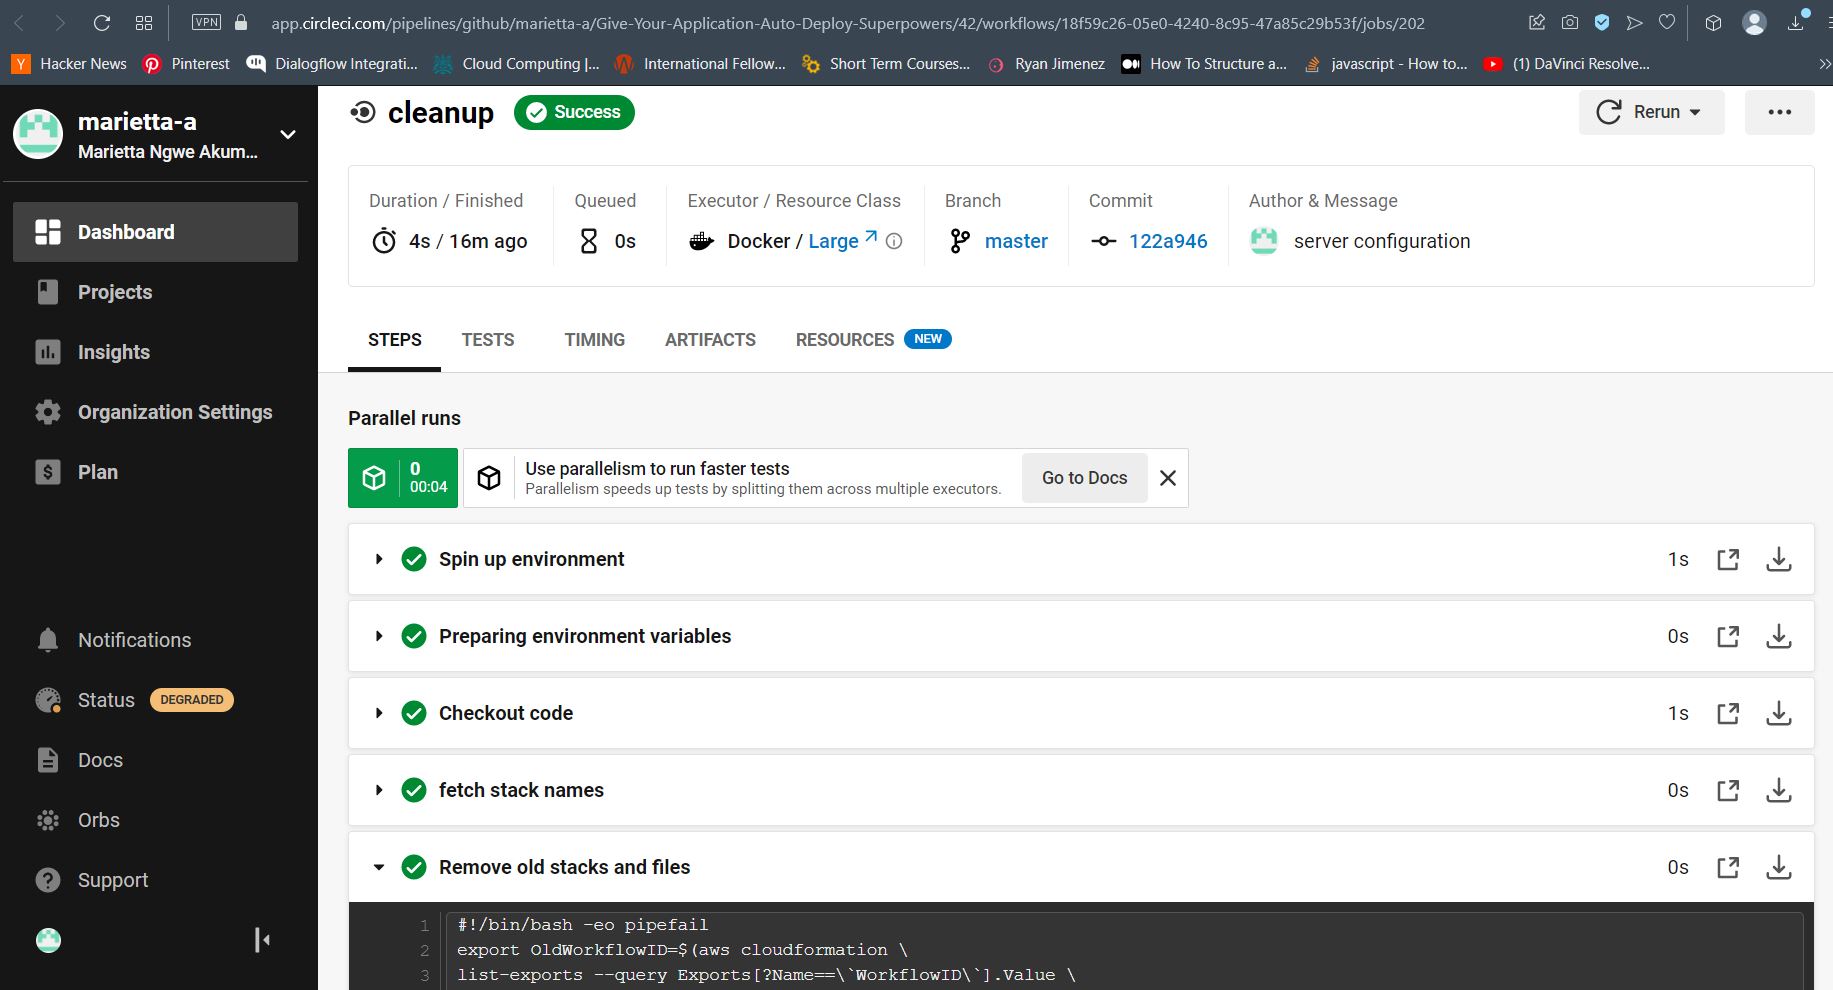 VPN
app.circleci.com/pipelines/github/marietta-a/Give-Your-Application-Auto-Deploy-Superpowers/42/workflows/18f59c26-05e0-4240-8c95-47a85c29b53f/jobs/202
Hacker News Pinterest Dialogflow Integrati... Cloud Computing |... International Fellow... Short Term Courses... Ryan Jimenez How To Structure a... javascript - How to... (1) DaVinci Resolve...
marietta-a
Marietta Ngwe Akum...
Dashboard
Projects
Insights
Organization Settings
Plan
Notifications
Status DEGRADED
Docs
Orbs
Support
cleanup Success
Rerun
Duration / Finished Queued Executor / Resource Class Branch Commit Author & Message
4s / 16m ago 0s Docker / Large master 122a946 server configuration
STEPS TESTS TIMING ARTIFACTS RESOURCES NEW
Parallel runs
0
00:04
Use parallelism to run faster tests
Parallelism speeds up tests by splitting them across multiple executors.
Go to Docs
Spin up environment 1s
Preparing environment variables 0s
Checkout code 1s
fetch stack names 0s
Remove old stacks and files 0s
1 #!/bin/bash -eo pipefail
2 export OldWorkflowID=$(aws cloudformation \
3 list-exports --query Exports[?Name==\`WorkflowID\`].Value \